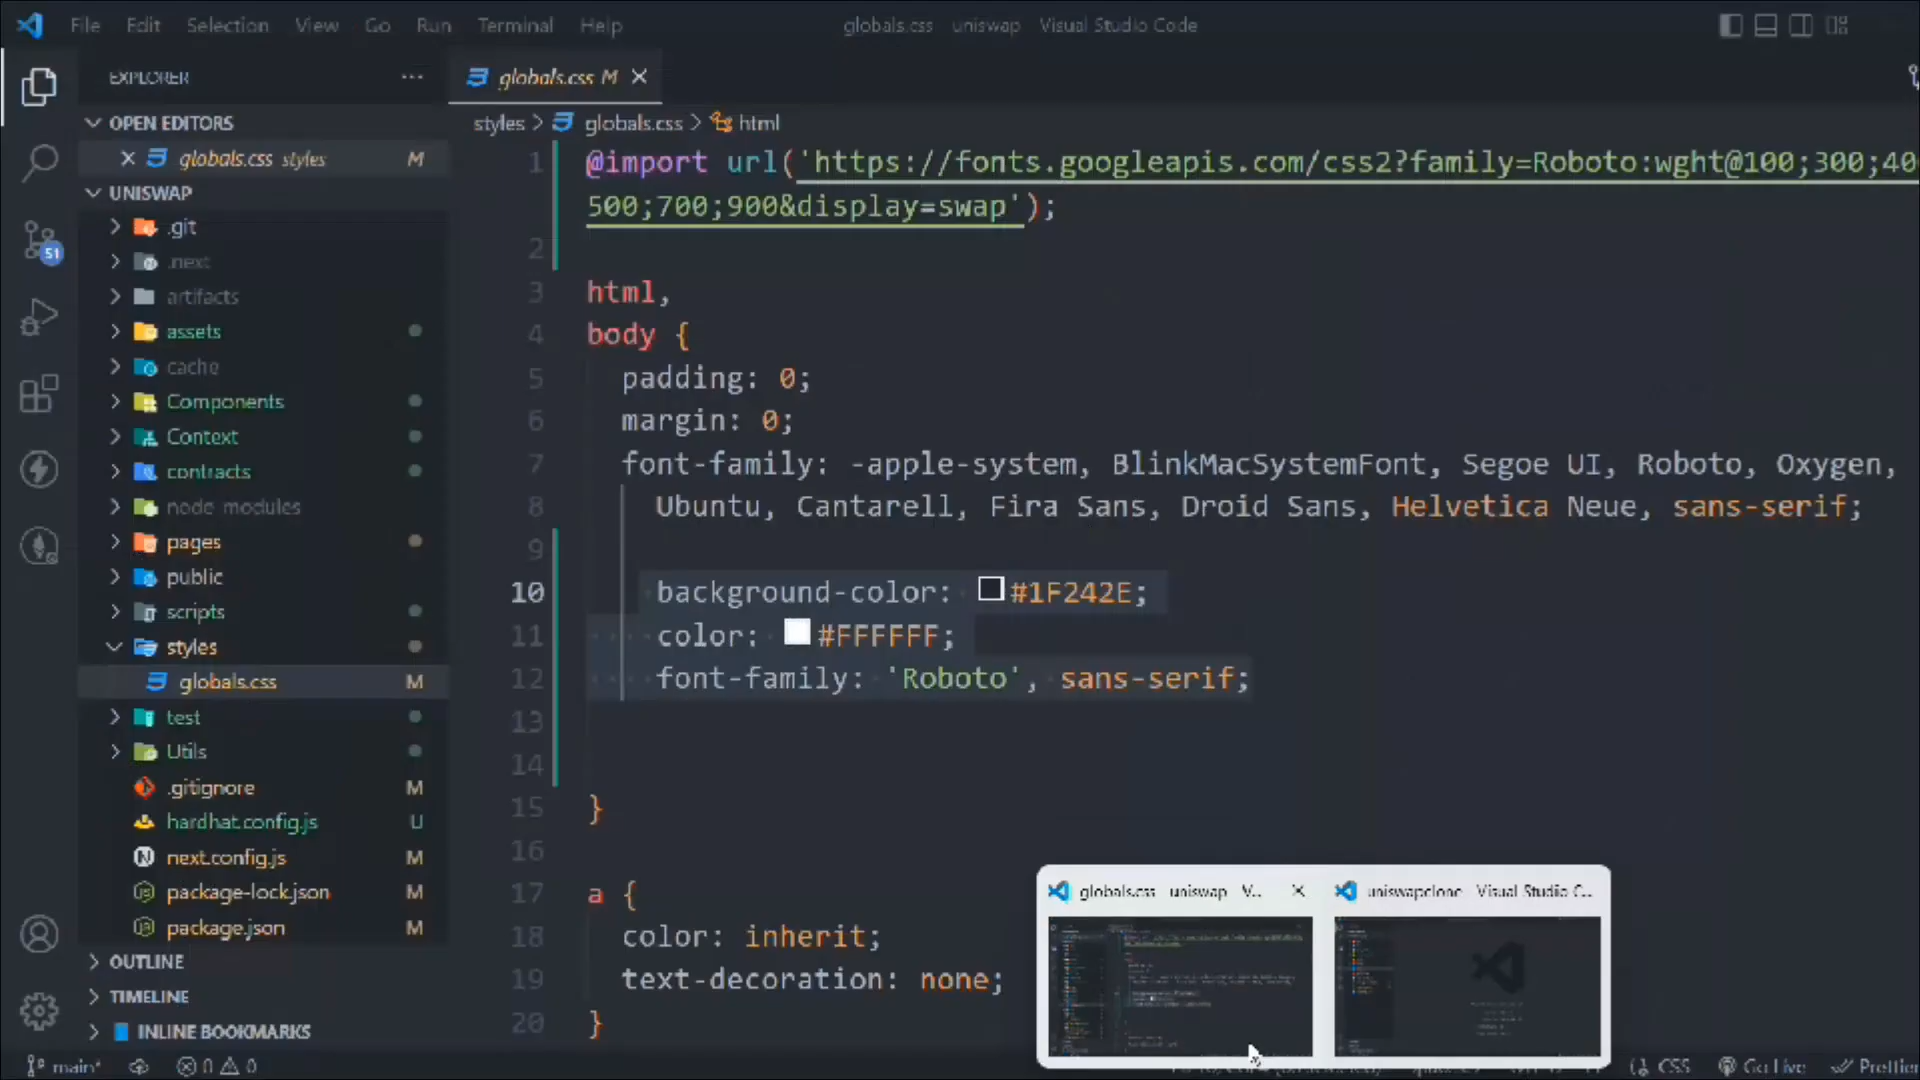 File Edit Selection View Go Run Terminal Help globals.css uniswap Visual Studio Code
EXPLORER ...
globals.css M
OPEN EDITORS
globals.css styles M
styles > globals.css > html
UNISWAP
.git
.next
artifacts
assets
cache
Components
Context
contracts
node_modules
pages
public
scripts
styles
globals.css M
test
Utils
.gitignore M
hardhat.config.js U
next.config.js M
package-lock.json M
package.json M
OUTLINE
TIMELINE
INLINE BOOKMARKS
51
1 @import url('https://fonts.googleapis.com/css2?family=Roboto:wght@100;300;40
500;700;900&display=swap');
2
3 html,
4 body {
5 padding: 0;
6 margin: 0;
7 font-family: -apple-system, BlinkMacSystemFont, Segoe UI, Roboto, Oxygen,
8 Ubuntu, Cantarell, Fira Sans, Droid Sans, Helvetica Neue, sans-serif;
9
10 background-color: #1F242E;
11 color: #FFFFFF;
12 font-family: 'Roboto', sans-serif;
13
14
15 }
16
17 a {
18 color: inherit;
19 text-decoration: none;
20 }
globals.css uniswap V...
uniswapclone Visual Studio C...
main* 0 0
CSS Go Live Prettier